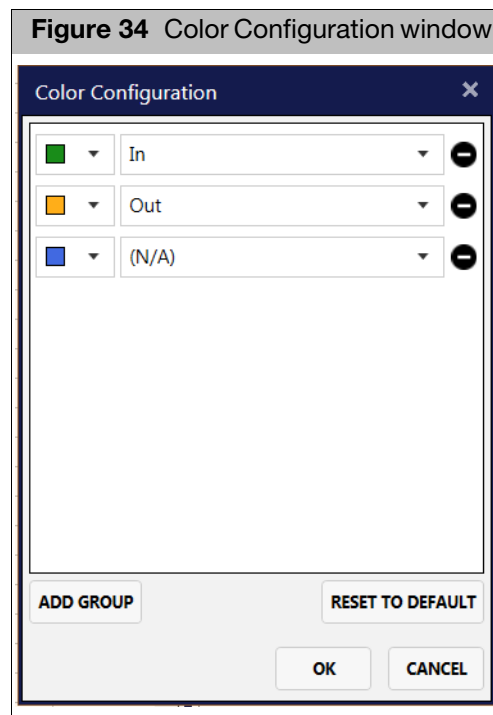 Figure 34 Color Configuration window
Color Configuration
In
Out
(N/A)
ADD GROUP RESET TO DEFAULT
OK CANCEL